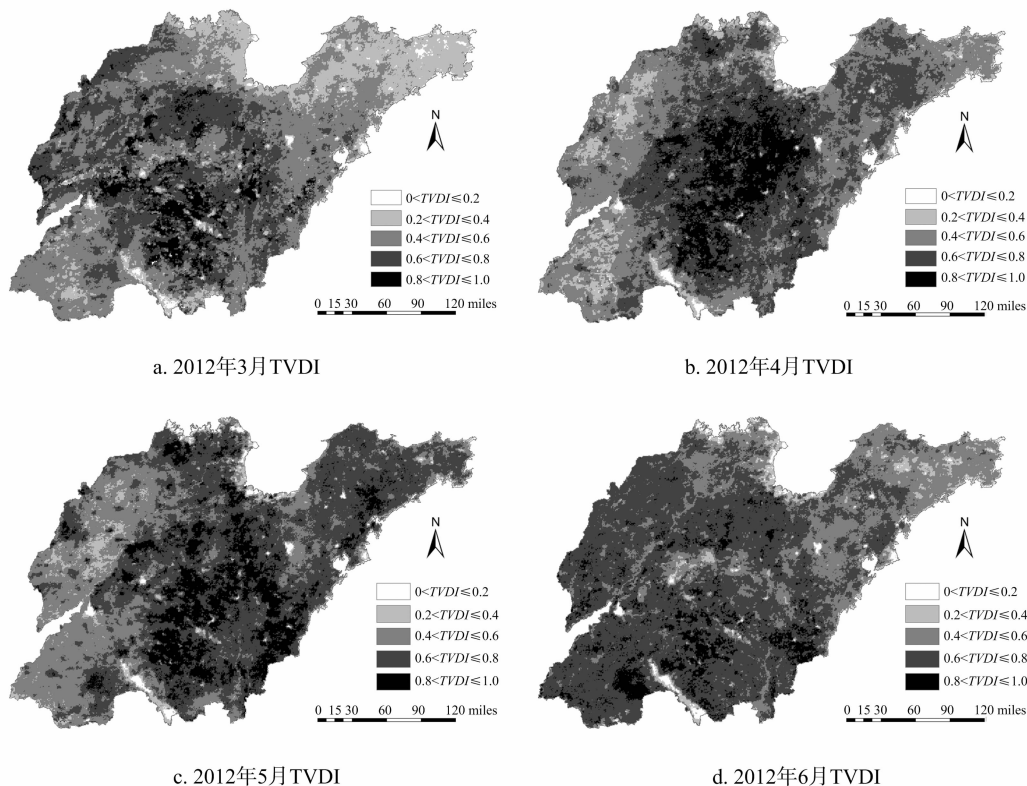 N
0<TVDI≤0.2
0.2<TVDI≤0.4
0.4<TVDI≤0.6
0.6<TVDI≤0.8
0.8<TVDI≤1.0
0 15 30 60 90 120 miles
a. 2012年3月TVDI
N
0<TVDI≤0.2
0.2<TVDI≤0.4
0.4<TVDI≤0.6
0.6<TVDI≤0.8
0.8<TVDI≤1.0
0 15 30 60 90 120 miles
b. 2012年4月TVDI
N
0<TVDI≤0.2
0.2<TVDI≤0.4
0.4<TVDI≤0.6
0.6<TVDI≤0.8
0.8<TVDI≤1.0
0 15 30 60 90 120 miles
c. 2012年5月TVDI
N
0<TVDI≤0.2
0.2<TVDI≤0.4
0.4<TVDI≤0.6
0.6<TVDI≤0.8
0.8<TVDI≤1.0
0 15 30 60 90 120 miles
d. 2012年6月TVDI